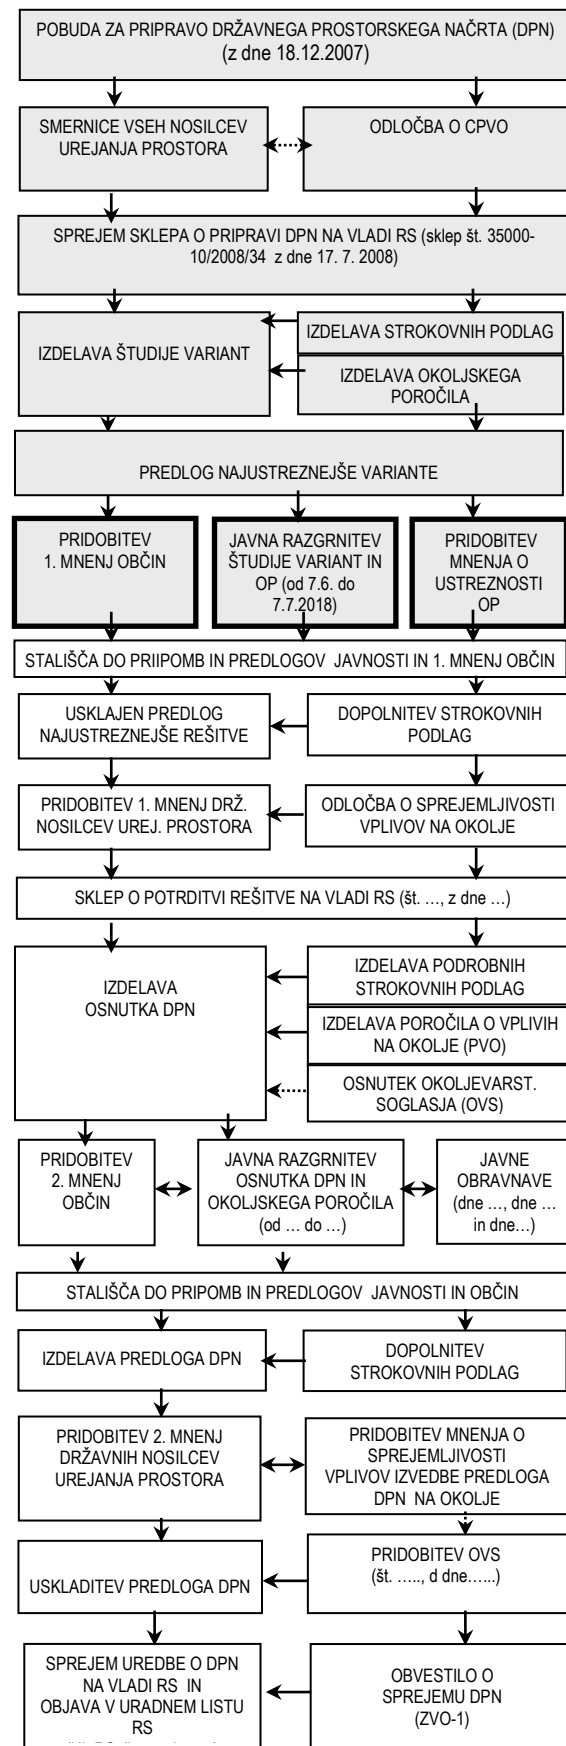 POBUDA ZA PRIPRAVO DRŽAVNEGA PROSTORSKEGA NAČRTA (DPN)
(z dne 18.12.2007)
SMERNICE VSEH NOSILCEV
UREJANJA PROSTORA
ODLOČBA O CPVO
SPREJEM SKLEPA O PRIPRAVI DPN NA VLADI RS (sklep št. 35000-
10/2008/34 z dne 17. 7. 2008)
IZDELAVA ŠTUDIJE VARIANT
IZDELAVA STROKOVNIH PODLAG
IZDELAVA OKOLJSKEGA
POROČILA
PREDLOG NAJUSTREZNEJŠE VARIANTE
PRIDOBITEV
1. MNENJ OBČIN
JAVNA RAZGRNITEV
ŠTUDIJE VARIANT IN
OP (od 7.6. do
7.7.2018)
PRIDOBITEV
MNENJA O
USTREZNOSTI
OP
STALIŠČA DO PRIIPOMB IN PREDLOGOV JAVNOSTI IN 1. MNENJ OBČIN
USKLAJEN PREDLOG
NAJUSTREZNEJŠE REŠITVE
DOPOLNITEV STROKOVNIH
PODLAG
PRIDOBITEV 1. MNENJ DRŽ.
NOSILCEV UREJ. PROSTORA
ODLOČBA O SPREJEMLJIVOSTI
VPLIVOV NA OKOLJE
SKLEP O POTRDITVI REŠITVE NA VLADI RS (št. …, z dne …)
IZDELAVA
OSNUTKA DPN
IZDELAVA PODROBNIH
STROKOVNIH PODLAG
IZDELAVA POROČILA O VPLIVIH
NA OKOLJE (PVO)
OSNUTEK OKOLJEVARST.
SOGLASJA (OVS)
PRIDOBITEV
2. MNENJ
OBČIN
JAVNA RAZGRNITEV
OSNUTKA DPN IN
OKOLJSKEGA POROČILA
(od … do …)
JAVNE
OBRAVNAVE
(dne …, dne …
in dne…)
STALIŠČA DO PRIPOMB IN PREDLOGOV JAVNOSTI IN OBČIN
IZDELAVA PREDLOGA DPN
DOPOLNITEV
STROKOVNIH PODLAG
PRIDOBITEV 2. MNENJ
DRŽAVNIH NOSILCEV
UREJANJA PROSTORA
PRIDOBITEV MNENJA O
SPREJEMLJIVOSTI
VPLIVOV IZVEDBE PREDLOGA
DPN NA OKOLJE
USKLADITEV PREDLOGA DPN
PRIDOBITEV OVS
(št. ….., d dne…...)
SPREJEM UREDBE O DPN
NA VLADI RS IN
OBJAVA V URADNEM LISTU
RS
OBVESTILO O
SPREJEMU DPN
(ZVO-1)